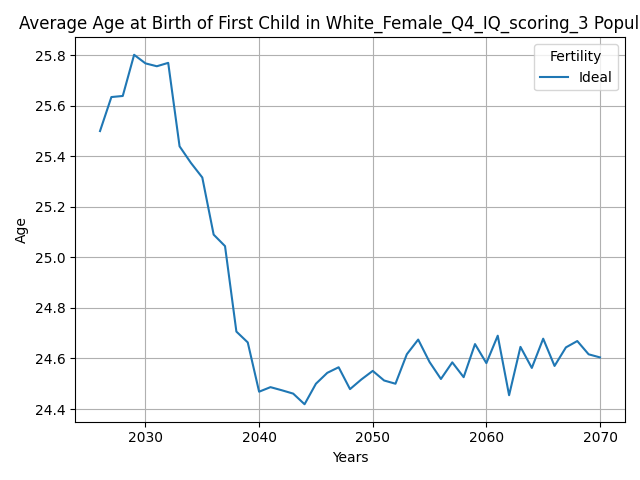 Average Age at Birth of First Child in White_Female_Q4_IQ_scoring_3 Popul
Fertility
Ideal
25.8
25.6
25.4
25.2
25.0
24.8
24.6
24.4
Age
2030 2040 2050 2060 2070
Years